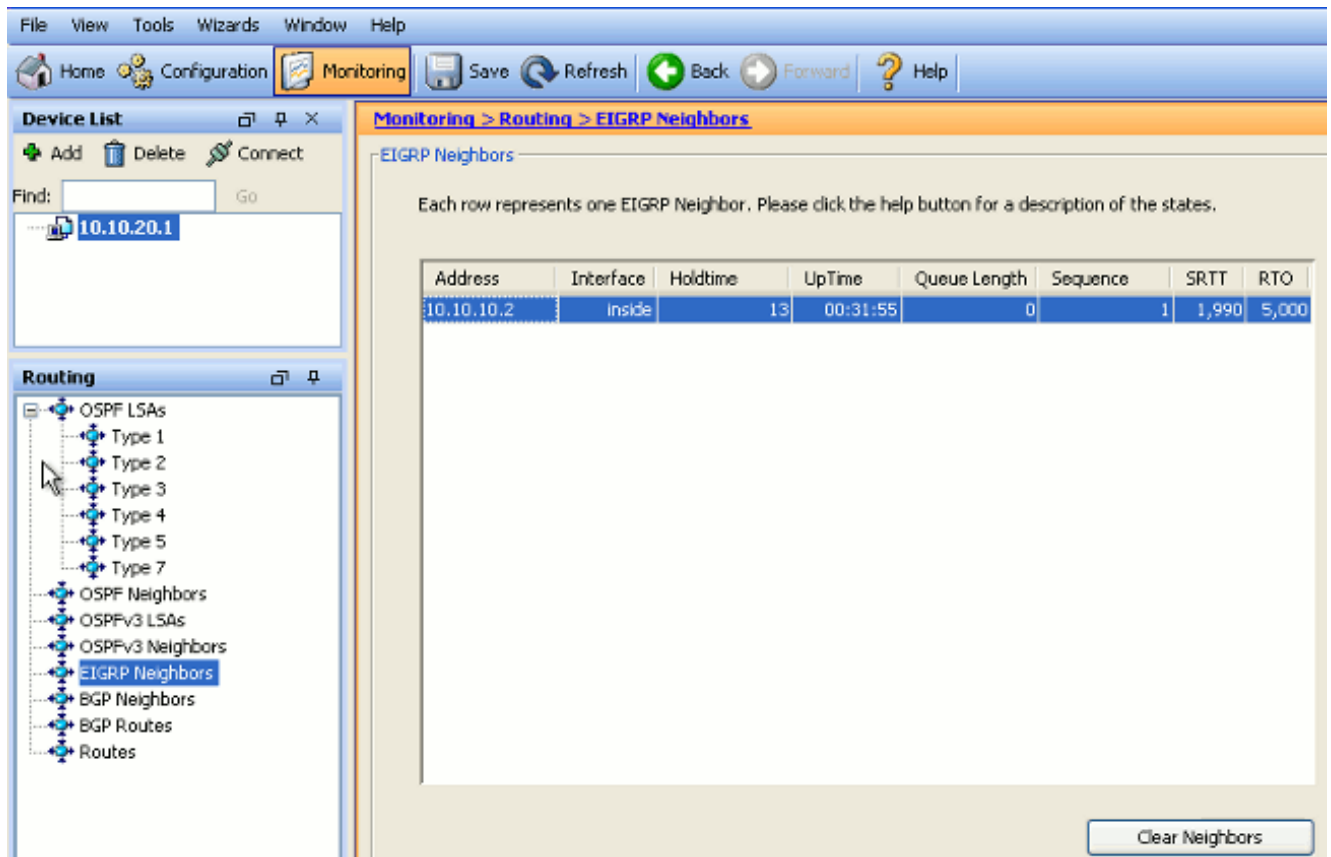 File View Tools Wizards Window Help
Home Configuration Monitoring Save Refresh Back Forward Help
Device List
Add Delete Connect
Find: Go
10.10.20.1
Routing
OSPF LSAs
Type 1
Type 2
Type 3
Type 4
Type 5
Type 7
OSPF Neighbors
OSPFv3 LSAs
OSPFv3 Neighbors
EIGRP Neighbors
BGP Neighbors
BGP Routes
Routes
Monitoring > Routing > EIGRP Neighbors
EIGRP Neighbors
Each row represents one EIGRP Neighbor. Please click the help button for a description of the states.
Address Interface Holdtime UpTime Queue Length Sequence SRTT RTO
10.10.10.2 inside 13 00:31:55 0 1 1,990 5,000
Clear Neighbors